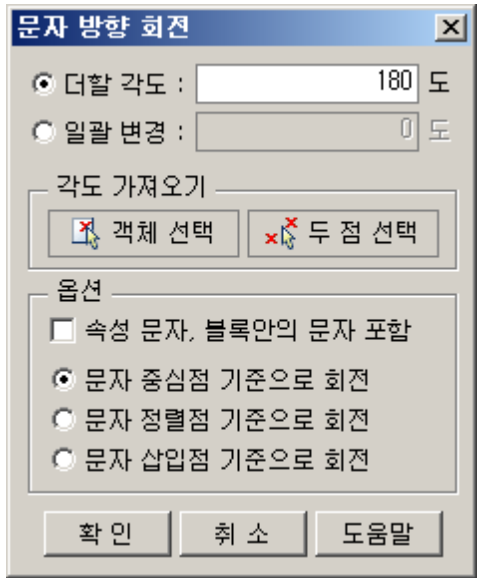 문자 방향 회전
더할 각도 : 180 도
일괄 변경 : 0 도
각도 가져오기
객체 선택 두 점 선택
옵션
속성 문자, 블록안의 문자 포함
문자 중심점 기준으로 회전
문자 정렬점 기준으로 회전
문자 삽입점 기준으로 회전
확 인 취 소 도움말